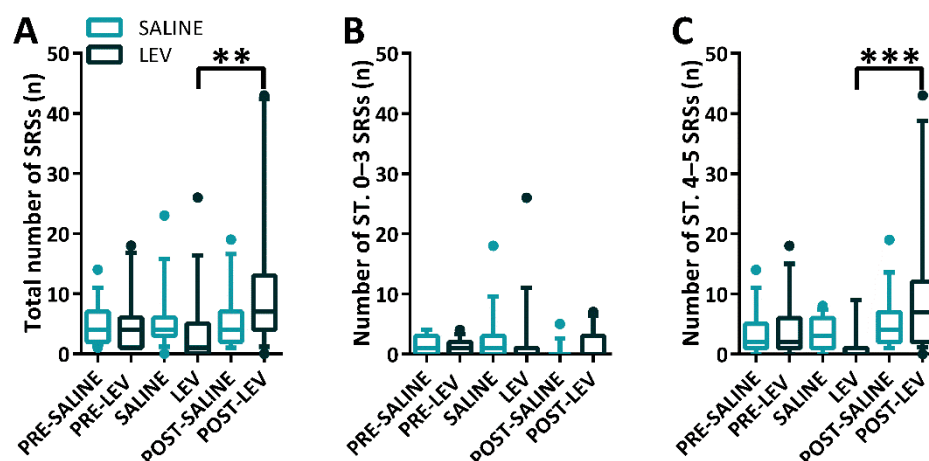 A
SALINE
LEV
**
Total number of SRSs (n)
50
40
30
20
10
0
PRE-SALINE
PRE-LEV
SALINE
LEV
POST-SALINE
POST-LEV
B
Number of ST. 0–3 SRSs (n)
50
40
30
20
10
0
PRE-SALINE
PRE-LEV
SALINE
LEV
POST-SALINE
POST-LEV
C
***
Number of ST. 4–5 SRSs (n)
50
40
30
20
10
0
PRE-SALINE
PRE-LEV
SALINE
LEV
POST-SALINE
POST-LEV